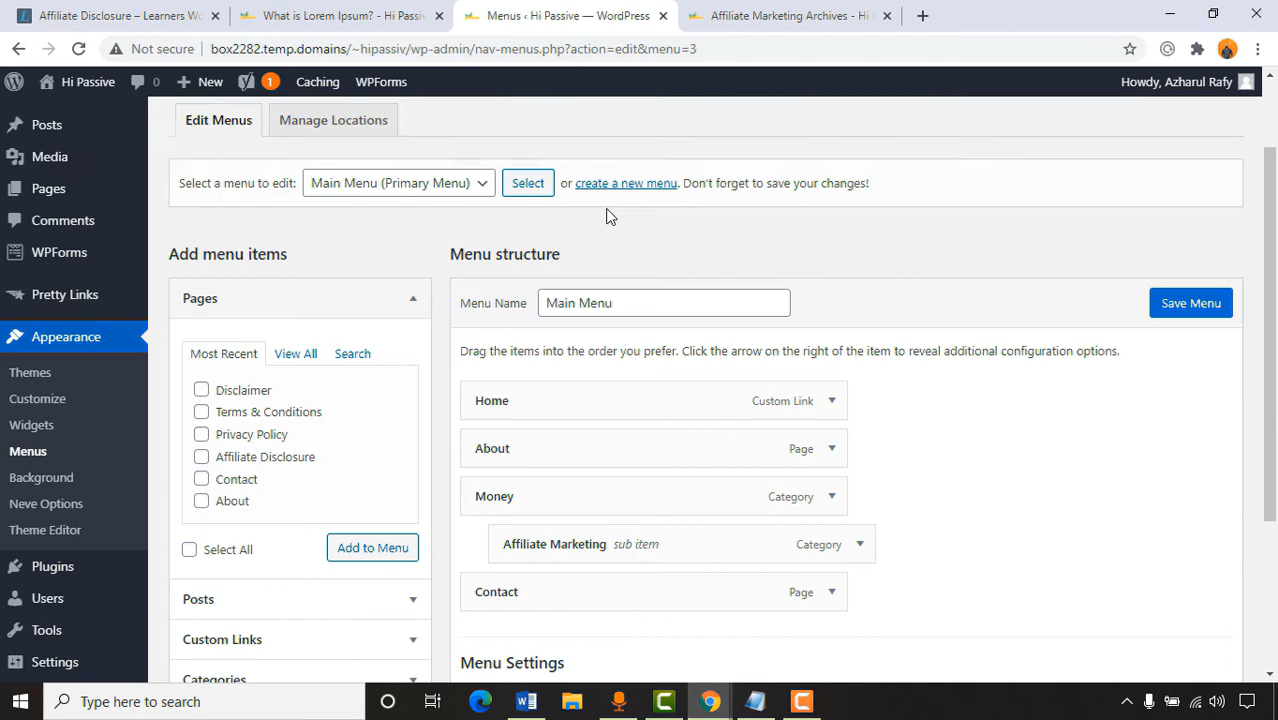 Affiliate Disclosure – Learners Wo
What is Lorem Ipsum? - Hi Passiv
Menus ‹ Hi Passive — WordPress
Affiliate Marketing Archives - Hi
Not secure
box2282.temp.domains/~hipassiv/wp-admin/nav-menus.php?action=edit&menu=3
Hi Passive
0
New
1
Caching
WPForms
Howdy, Azharul Rafy
Posts
Media
Pages
Comments
WPForms
Pretty Links
Appearance
Themes
Customize
Widgets
Menus
Background
Neve Options
Theme Editor
Plugins
Users
Tools
Settings
Edit Menus
Manage Locations
Select a menu to edit: Main Menu (Primary Menu) Select or create a new menu. Don't forget to save your changes!
Add menu items
Pages
Most Recent
View All
Search
Disclaimer
Terms & Conditions
Privacy Policy
Affiliate Disclosure
Contact
About
Select All
Add to Menu
Posts
Custom Links
Categories
Menu structure
Menu Name
Main Menu
Save Menu
Drag the items into the order you prefer. Click the arrow on the right of the item to reveal additional configuration options.
Home Custom Link
About Page
Money Category
Affiliate Marketing sub item Category
Contact Page
Menu Settings
Type here to search